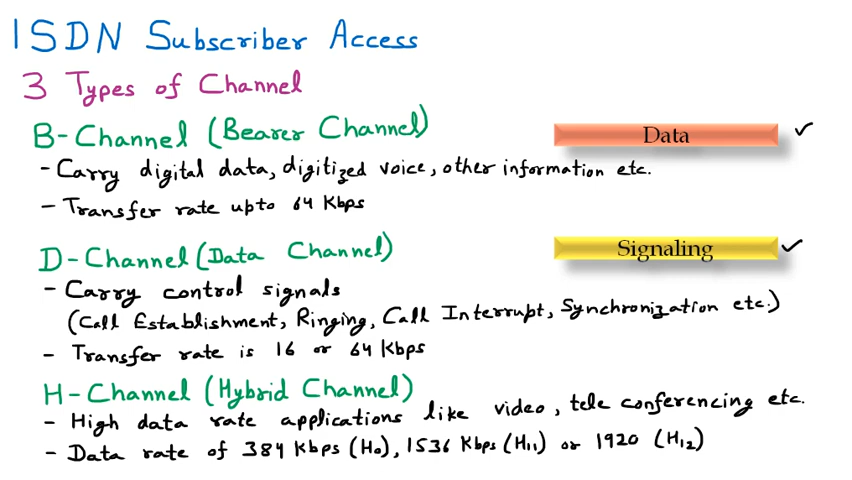 ISDN Subscriber Access
3 Types of Channel
B-Channel (Bearer Channel)
Data ✓
- Carry digital data, digitized voice, other information etc.
- Transfer rate upto 64 Kbps
D-Channel (Data Channel)
Signaling ✓
- Carry control signals
(Call Establishment, Ringing, Call Interrupt, Synchronization etc.)
- Transfer rate is 16 or 64 Kbps
H-Channel (Hybrid Channel)
- High data rate applications like video, tele conferencing etc.
- Data rate of 384 Kbps (H₀), 1536 Kbps (H₁₁) or 1920 (H₁₂)